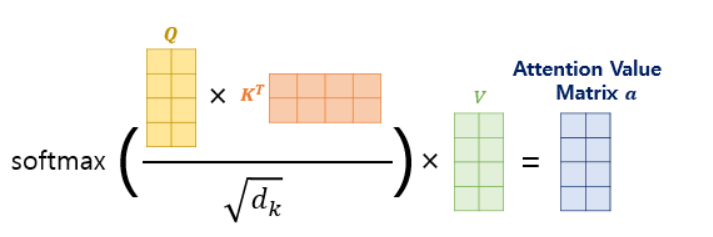 Q
× K^T
Attention Value
Matrix a
V
softmax ( ) × =
√d_k